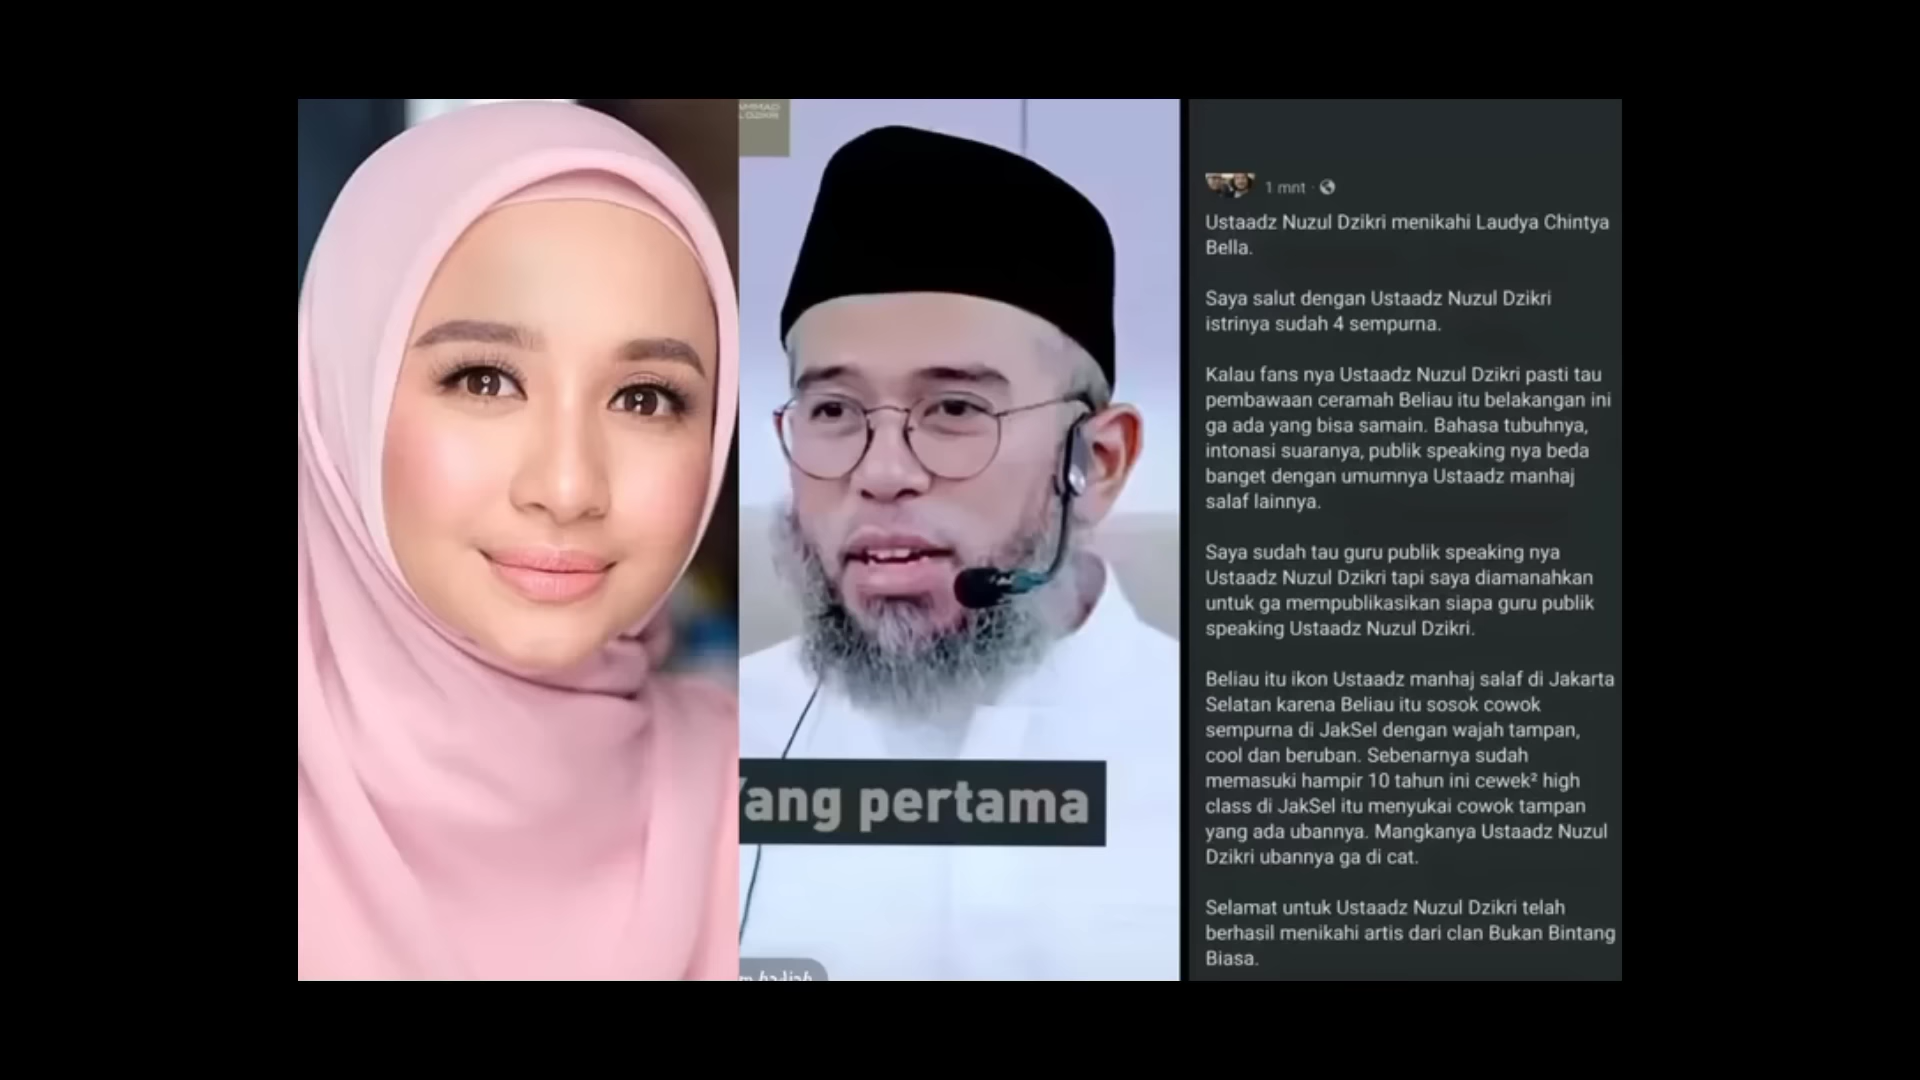 AMMAD
L DZIKRI
Yang pertama
1 mnt ·
Ustaadz Nuzul Dzikri menikahi Laudya Chintya
Bella.
Saya salut dengan Ustaadz Nuzul Dzikri
istrinya sudah 4 sempurna.
Kalau fans nya Ustaadz Nuzul Dzikri pasti tau
pembawaan ceramah Beliau itu belakangan ini
ga ada yang bisa samain. Bahasa tubuhnya,
intonasi suaranya, publik speaking nya beda
banget dengan umumnya Ustaadz manhaj
salaf lainnya.
Saya sudah tau guru publik speaking nya
Ustaadz Nuzul Dzikri tapi saya diamanahkan
untuk ga mempublikasikan siapa guru publik
speaking Ustaadz Nuzul Dzikri.
Beliau itu ikon Ustaadz manhaj salaf di Jakarta
Selatan karena Beliau itu sosok cowok
sempurna di JakSel dengan wajah tampan,
cool dan beruban. Sebenarnya sudah
memasuki hampir 10 tahun ini cewek² high
class di JakSel itu menyukai cowok tampan
yang ada ubannya. Mangkanya Ustaadz Nuzul
Dzikri ubannya ga di cat.
Selamat untuk Ustaadz Nuzul Dzikri telah
berhasil menikahi artis dari clan Bukan Bintang
Biasa.